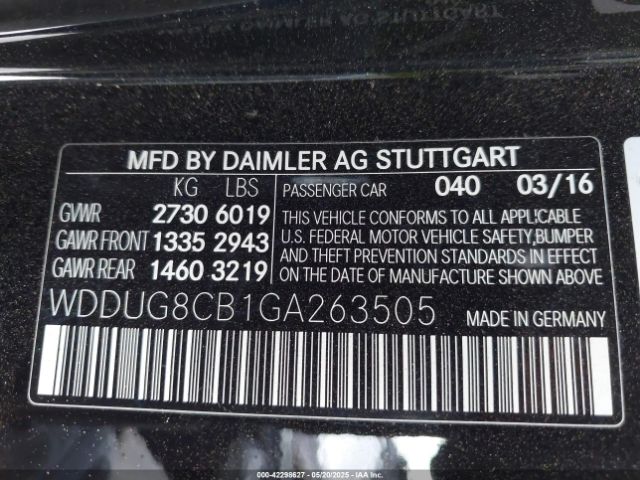 MFD BY DAIMLER AG STUTTGART
KG LBS
GVWR 2730 6019
GAWR FRONT 1335 2943
GAWR REAR 1460 3219
PASSENGER CAR 040 03/16
THIS VEHICLE CONFORMS TO ALL APPLICABLE
U.S. FEDERAL MOTOR VEHICLE SAFETY,BUMPER
AND THEFT PREVENTION STANDARDS
IN EFFECT ON THE DATE OF
MANUFACTURE SHOWN ABOVE.
WDDUG8CB1GA263505 MADE IN GERMANY
000-42298627 - 05/20/2025 - IAAI.com